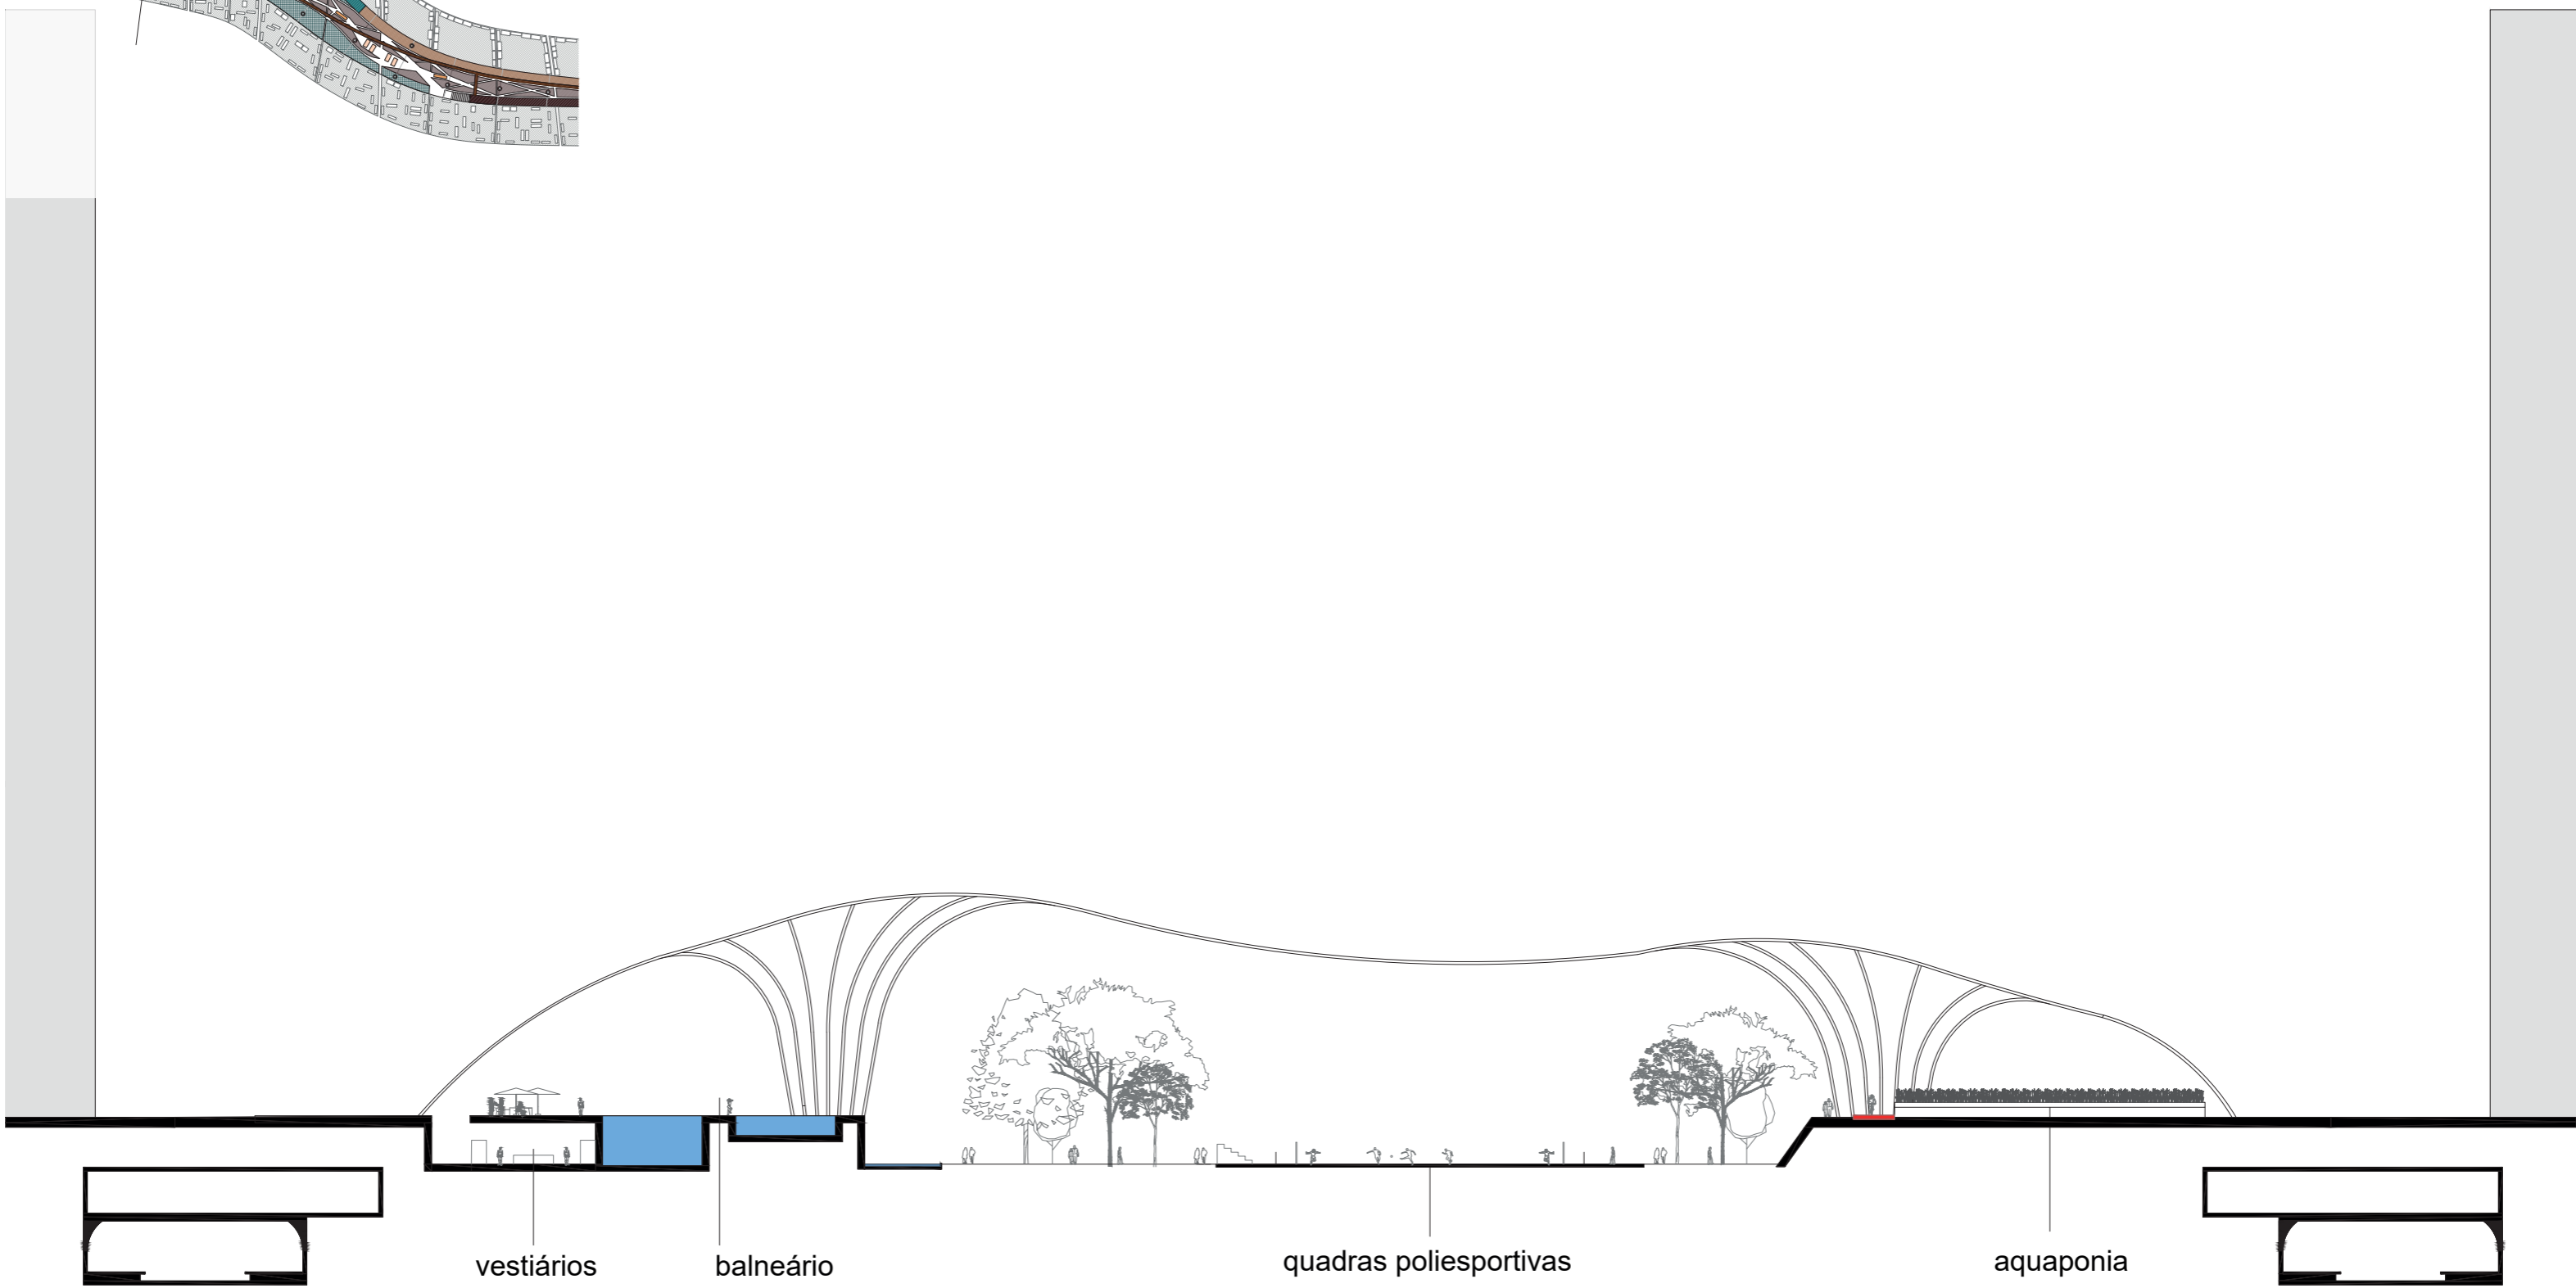 vestiários
balneário
quadras poliesportivas
aquaponia